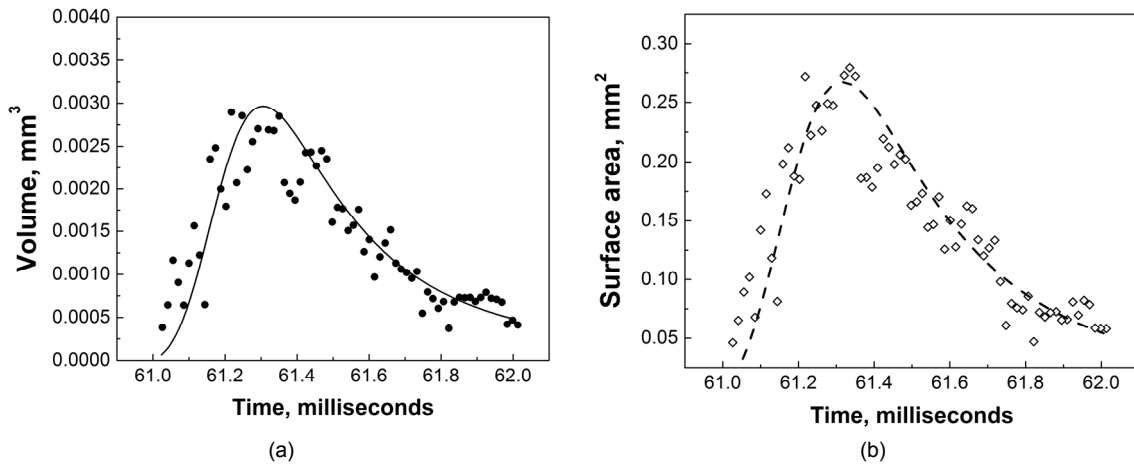 0.0040
0.0035
0.0030
0.0025
0.0020
0.0015
0.0010
0.0005
0.0000
Volume, mm³
61.0 61.2 61.4 61.6 61.8 62.0
Time, milliseconds
(a)
0.30
0.25
0.20
0.15
0.10
0.05
Surface area, mm²
61.0 61.2 61.4 61.6 61.8 62.0
Time, milliseconds
(b)